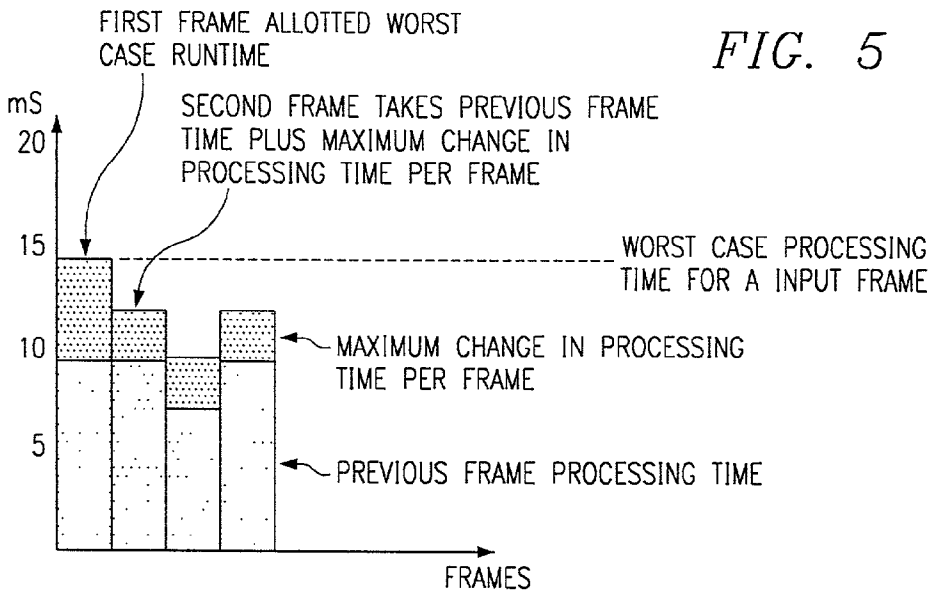 FIRST FRAME ALLOTTED WORST
CASE RUNTIME
FIG. 5
mS
SECOND FRAME TAKES PREVIOUS FRAME
TIME PLUS MAXIMUM CHANGE IN
PROCESSING TIME PER FRAME
20
15
WORST CASE PROCESSING
TIME FOR A INPUT FRAME
10
MAXIMUM CHANGE IN PROCESSING
TIME PER FRAME
5
PREVIOUS FRAME PROCESSING TIME
FRAMES